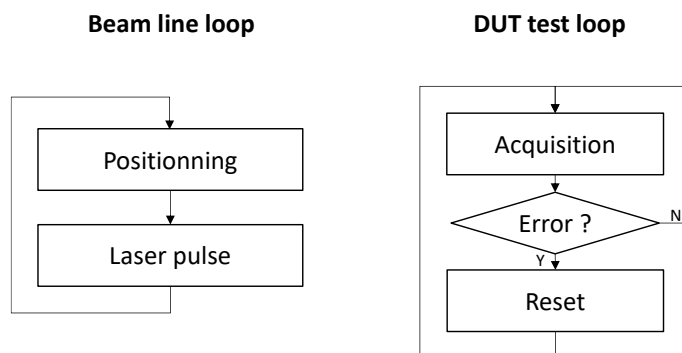 Beam line loop
DUT test loop
Positionning
Laser pulse
Acquisition
Error ?
N
Y
Reset